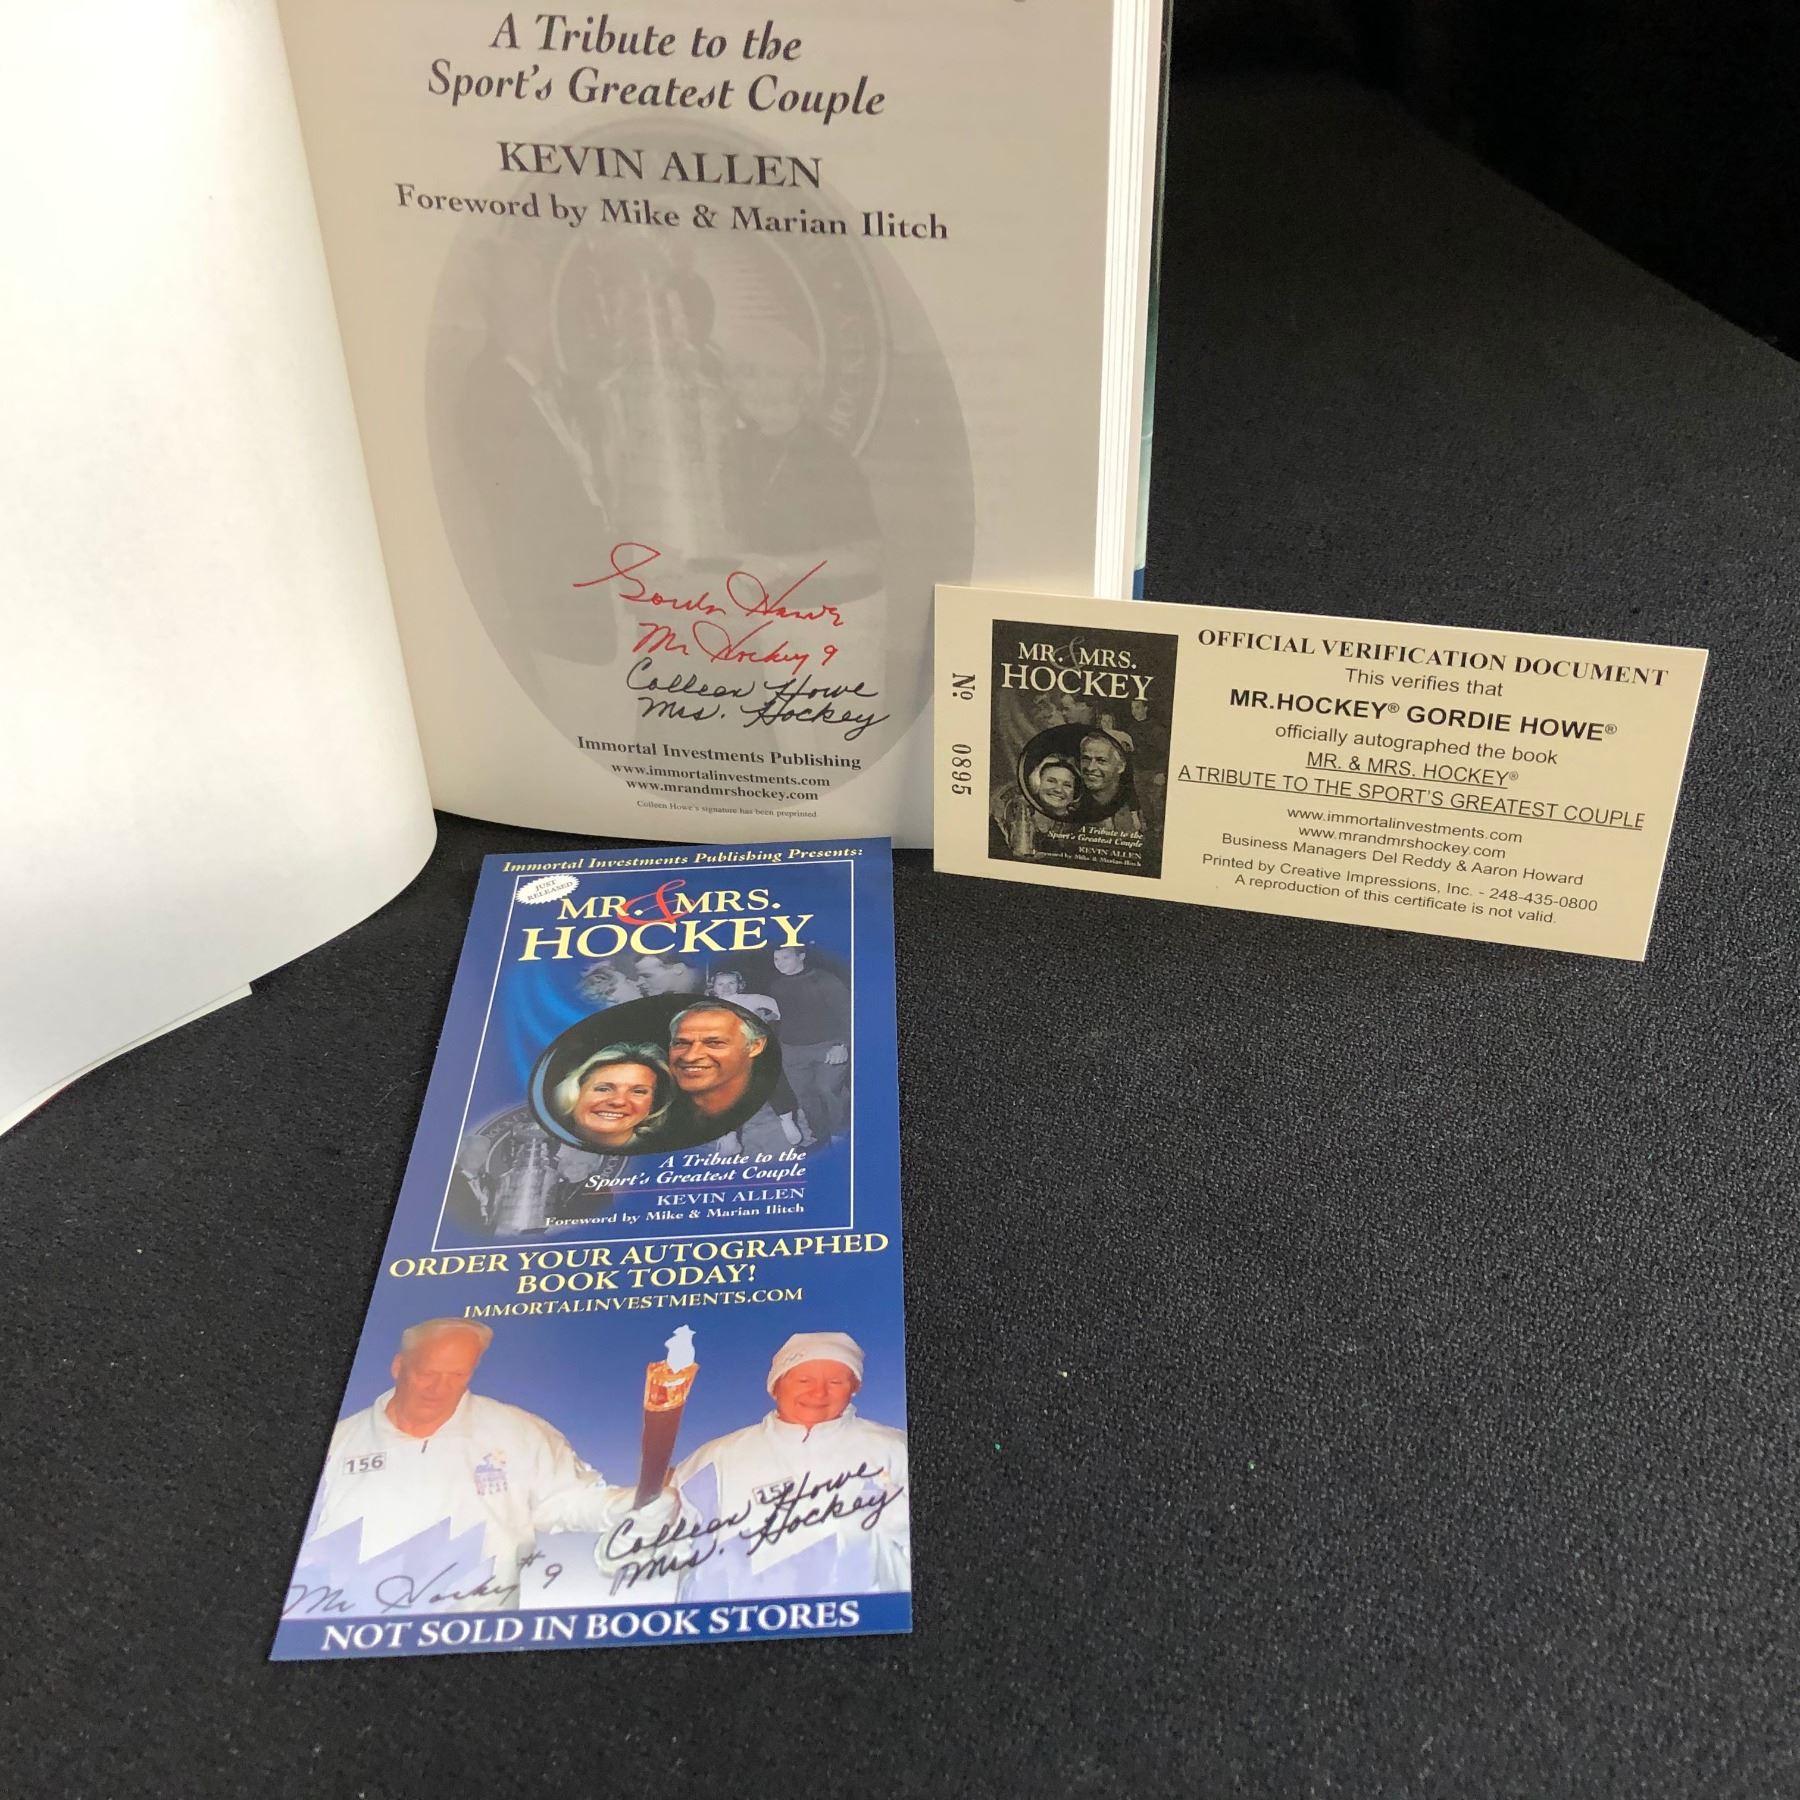 A Tribute to the
Sport's Greatest Couple
KEVIN ALLEN
Foreword by Mike & Marian Ilitch
HOCKEY
Gordie Howe
Mr Hockey 9
Colleen Howe
Mrs. Hockey
Immortal Investments Publishing
www.immortalinvestments.com
www.mrandmrshockey.com
Colleen Howe's signature has been preprinted
No. 0895
MR. & MRS.
HOCKEY
A Tribute to the
Sport's Greatest Couple
KEVIN ALLEN
Foreword by Mike & Marian Ilitch
OFFICIAL VERIFICATION DOCUMENT
This verifies that
MR.HOCKEY® GORDIE HOWE®
officially autographed the book
MR. & MRS. HOCKEY®
A TRIBUTE TO THE SPORT'S GREATEST COUPLE
www.immortalinvestments.com
www.mrandmrshockey.com
Business Managers Del Reddy & Aaron Howard
Printed by Creative Impressions, Inc. - 248-435-0800
A reproduction of this certificate is not valid.
Immortal Investments Publishing Presents:
JUST
RELEASED
MR. & MRS.
HOCKEY
A Tribute to the
Sport's Greatest Couple
KEVIN ALLEN
Foreword by Mike & Marian Ilitch
ORDER YOUR AUTOGRAPHED
BOOK TODAY!
IMMORTALINVESTMENTS.COM
156
Colleen Howe
Mrs. Hockey
Mr Hockey #9
NOT SOLD IN BOOK STORES